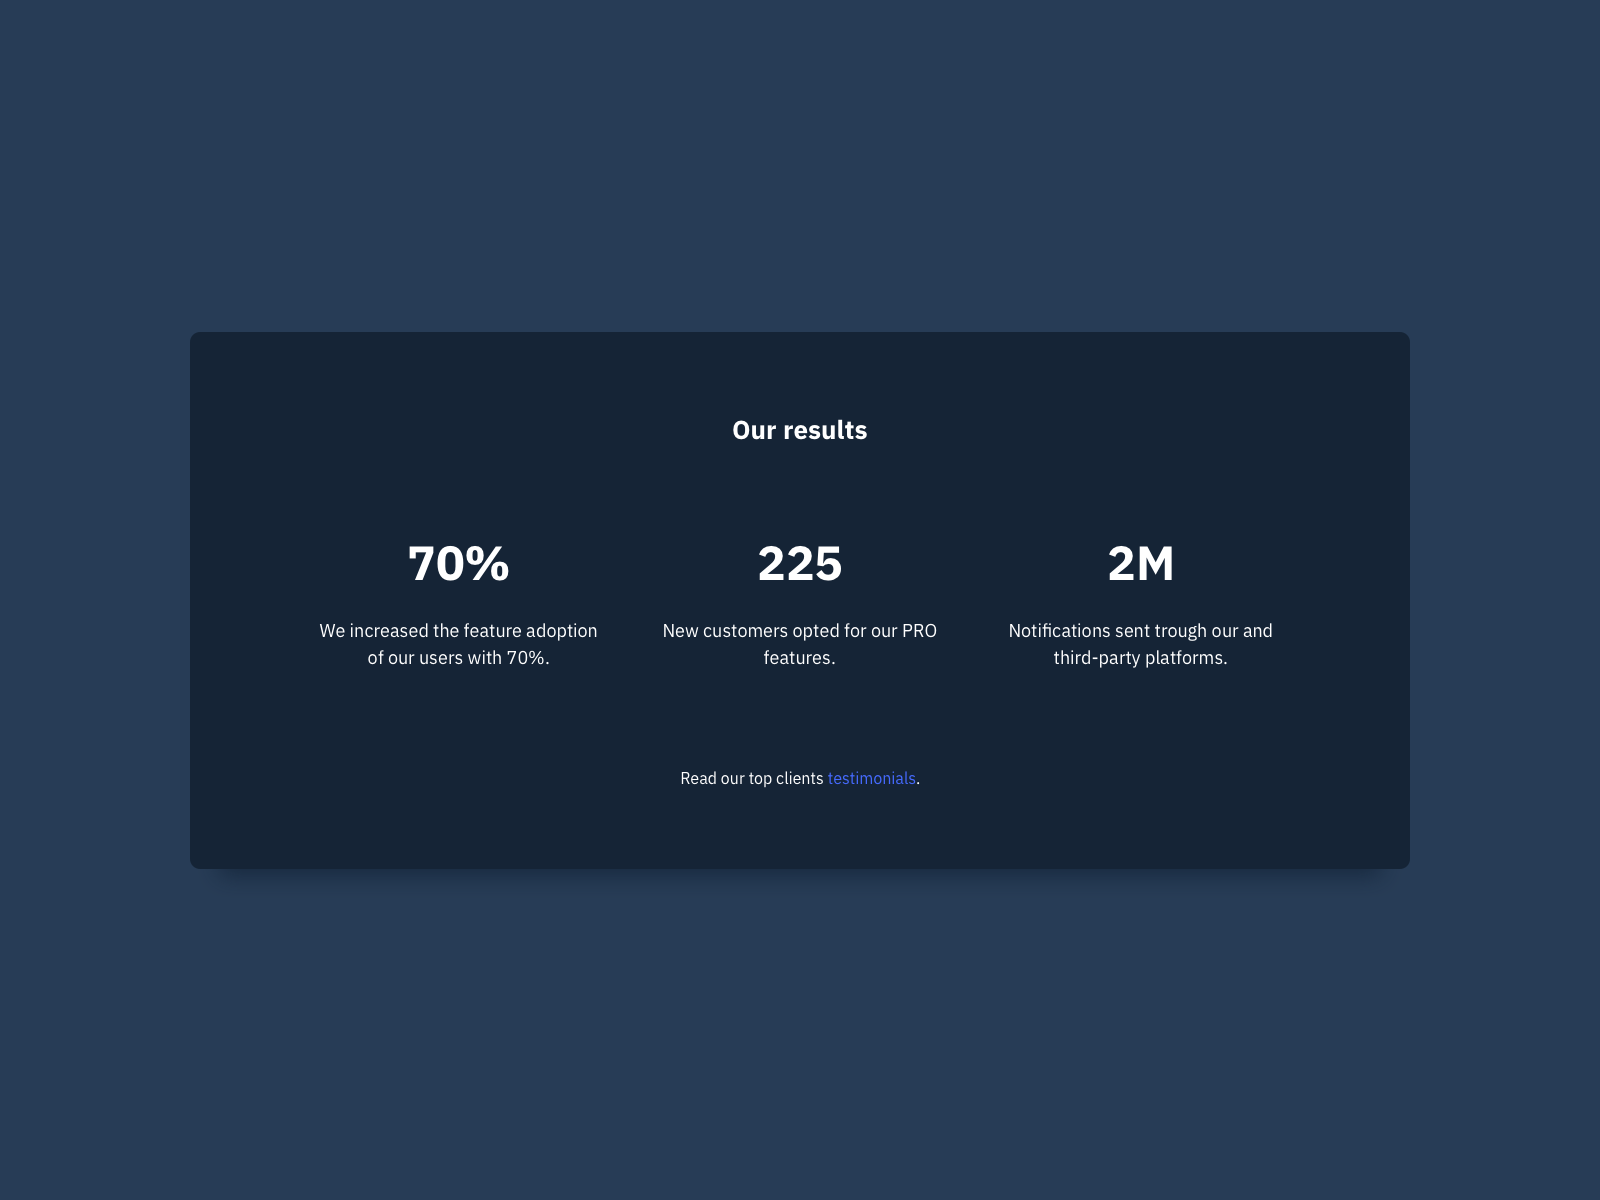 Our results
70%
We increased the feature adoption
of our users with 70%.
225
New customers opted for our PRO
features.
2M
Notifications sent trough our and
third-party platforms.
Read our top clients testimonials.